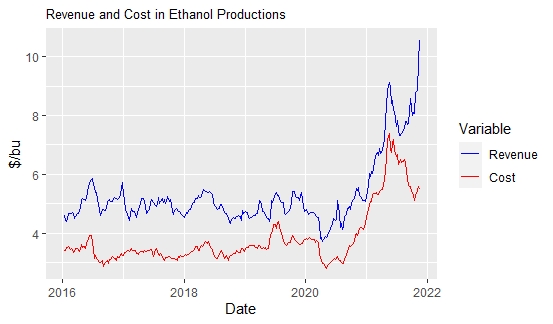 Revenue and Cost in Ethanol Productions
10
8
6
4
$/bu
2016
2018
2020
2022
Date
Variable
Revenue
Cost